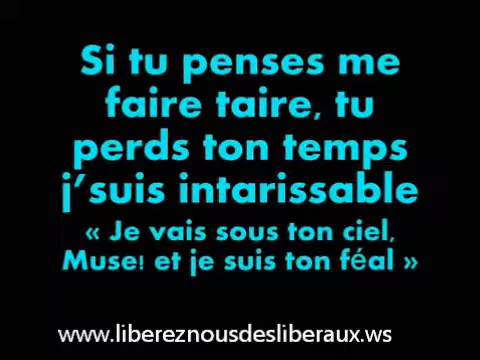 Si tu penses me
faire taire, tu
perds ton temps
j’suis intarissable
« Je vais sous ton ciel,
Muse! et je suis ton féal »
www.libereznousdesliberaux.ws